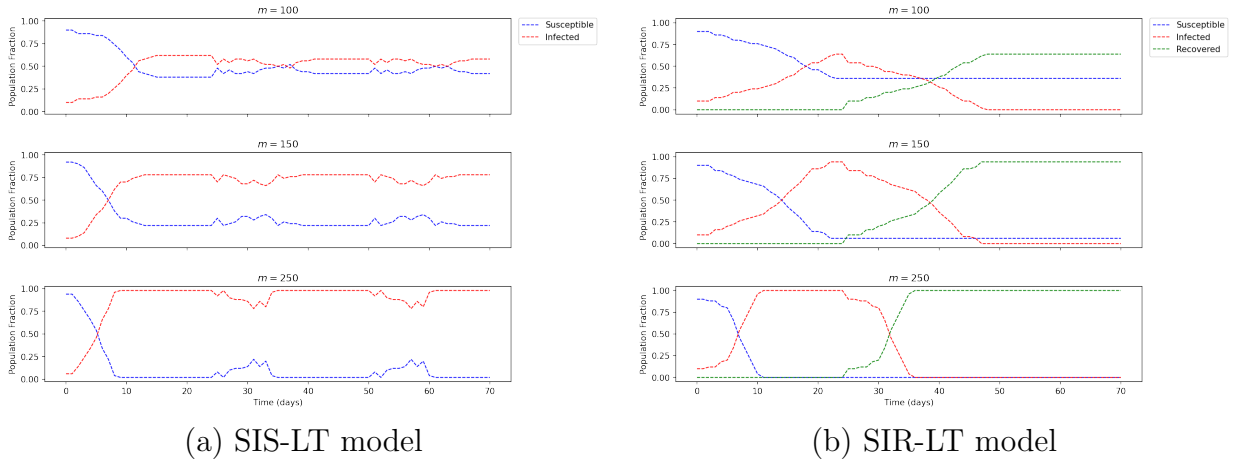 m = 100
Susceptible
Infected
Population Fraction
1.00
0.75
0.50
0.25
0.00
m = 150
Population Fraction
1.00
0.75
0.50
0.25
0.00
m = 250
Population Fraction
1.00
0.75
0.50
0.25
0.00
0 10 20 30 40 50 60 70
Time (days)
(a) SIS-LT model
m = 100
Susceptible
Infected
Recovered
Population Fraction
1.00
0.75
0.50
0.25
0.00
m = 150
Population Fraction
1.00
0.75
0.50
0.25
0.00
m = 250
Population Fraction
1.00
0.75
0.50
0.25
0.00
0 10 20 30 40 50 60 70
Time (days)
(b) SIR-LT model